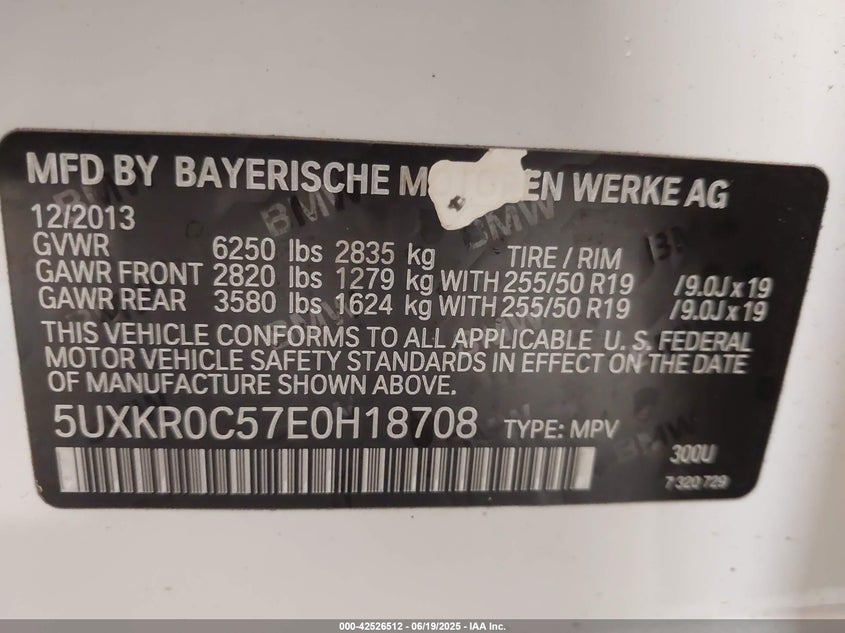 MFD BY BAYERISCHE MOTOREN WERKE AG
12/2013
GVWR 6250 lbs 2835 kg TIRE / RIM
GAWR FRONT 2820 lbs 1279 kg WITH 255/50 R19 /9.0J x 19
GAWR REAR 3580 lbs 1624 kg WITH 255/50 R19 /9.0J x 19
THIS VEHICLE CONFORMS TO ALL APPLICABLE U. S. FEDERAL
MOTOR VEHICLE SAFETY STANDARDS IN EFFECT ON THE DATE
OF MANUFACTURE SHOWN ABOVE.
5UXKR0C57E0H18708 TYPE: MPV
300U
7 320 729
000-42526512 / 06/19/2025 - IAA Inc.